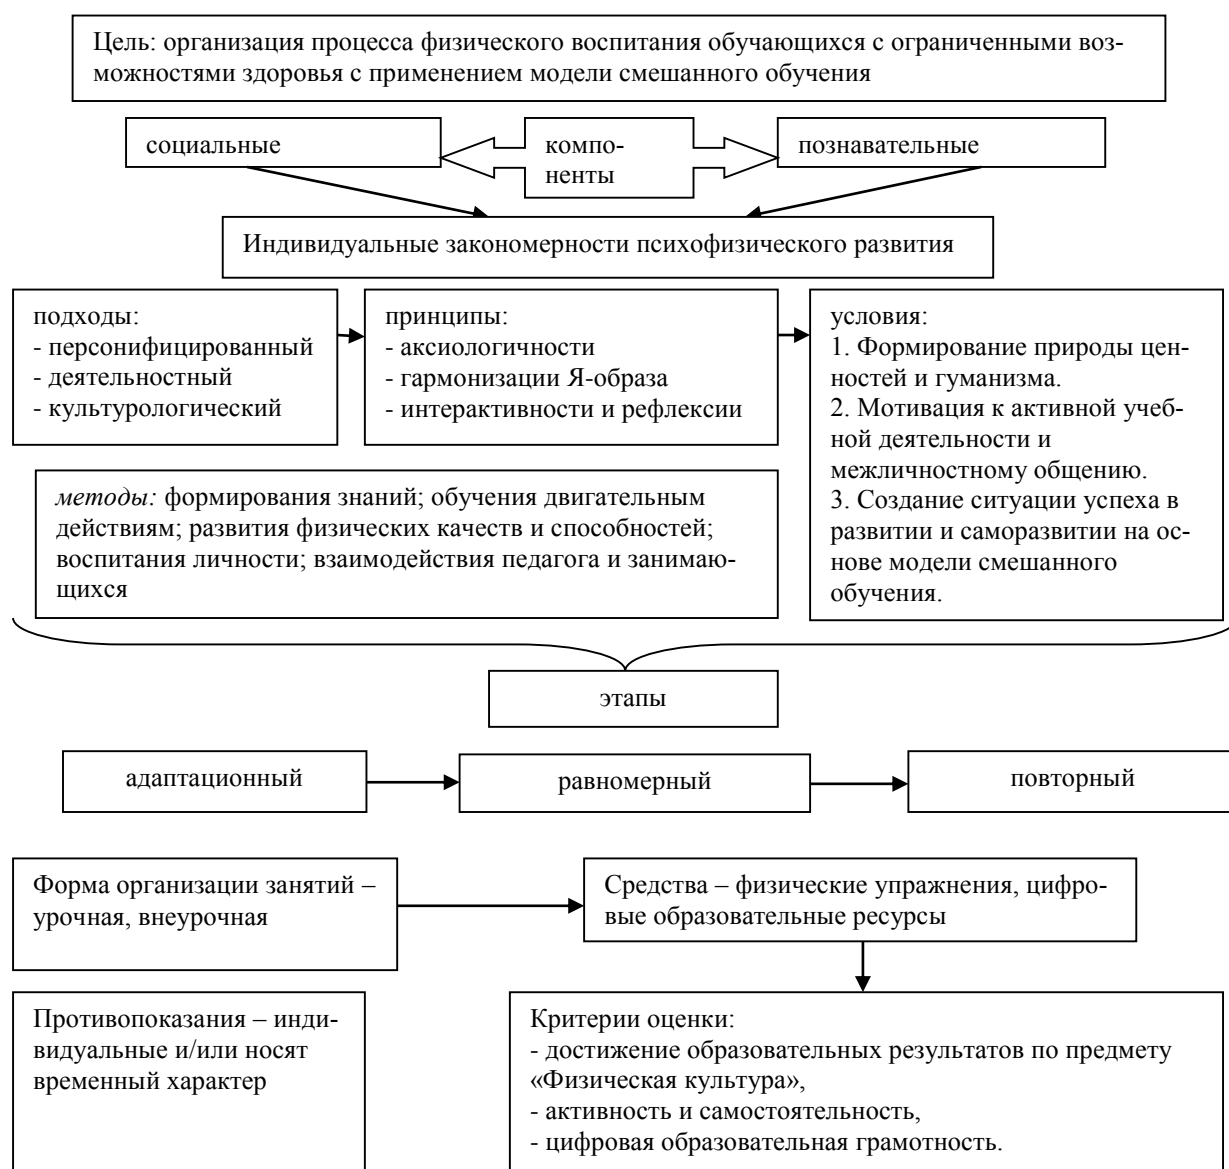 Цель: организация процесса физического воспитания обучающихся с ограниченными воз-
можностями здоровья с применением модели смешанного обучения
социальные
компо-
ненты
познавательные
Индивидуальные закономерности психофизического развития
подходы:
- персонифицированный
- деятельностный
- культурологический
принципы:
- аксиологичности
- гармонизации Я-образа
- интерактивности и рефлексии
условия:
1. Формирование природы цен-
ностей и гуманизма.
2. Мотивация к активной учеб-
ной деятельности и
межличностному общению.
3. Создание ситуации успеха в
развитии и саморазвитии на ос-
нове модели смешанного
обучения.
методы: формирования знаний; обучения двигательным
действиям; развития физических качеств и способностей;
воспитания личности; взаимодействия педагога и занимаю-
щихся
этапы
адаптационный
равномерный
повторный
Форма организации занятий –
урочная, внеурочная
Средства – физические упражнения, цифро-
вые образовательные ресурсы
Противопоказания – инди-
видуальные и/или носят
временный характер
Критерии оценки:
- достижение образовательных результатов по предмету
«Физическая культура»,
- активность и самостоятельность,
- цифровая образовательная грамотность.